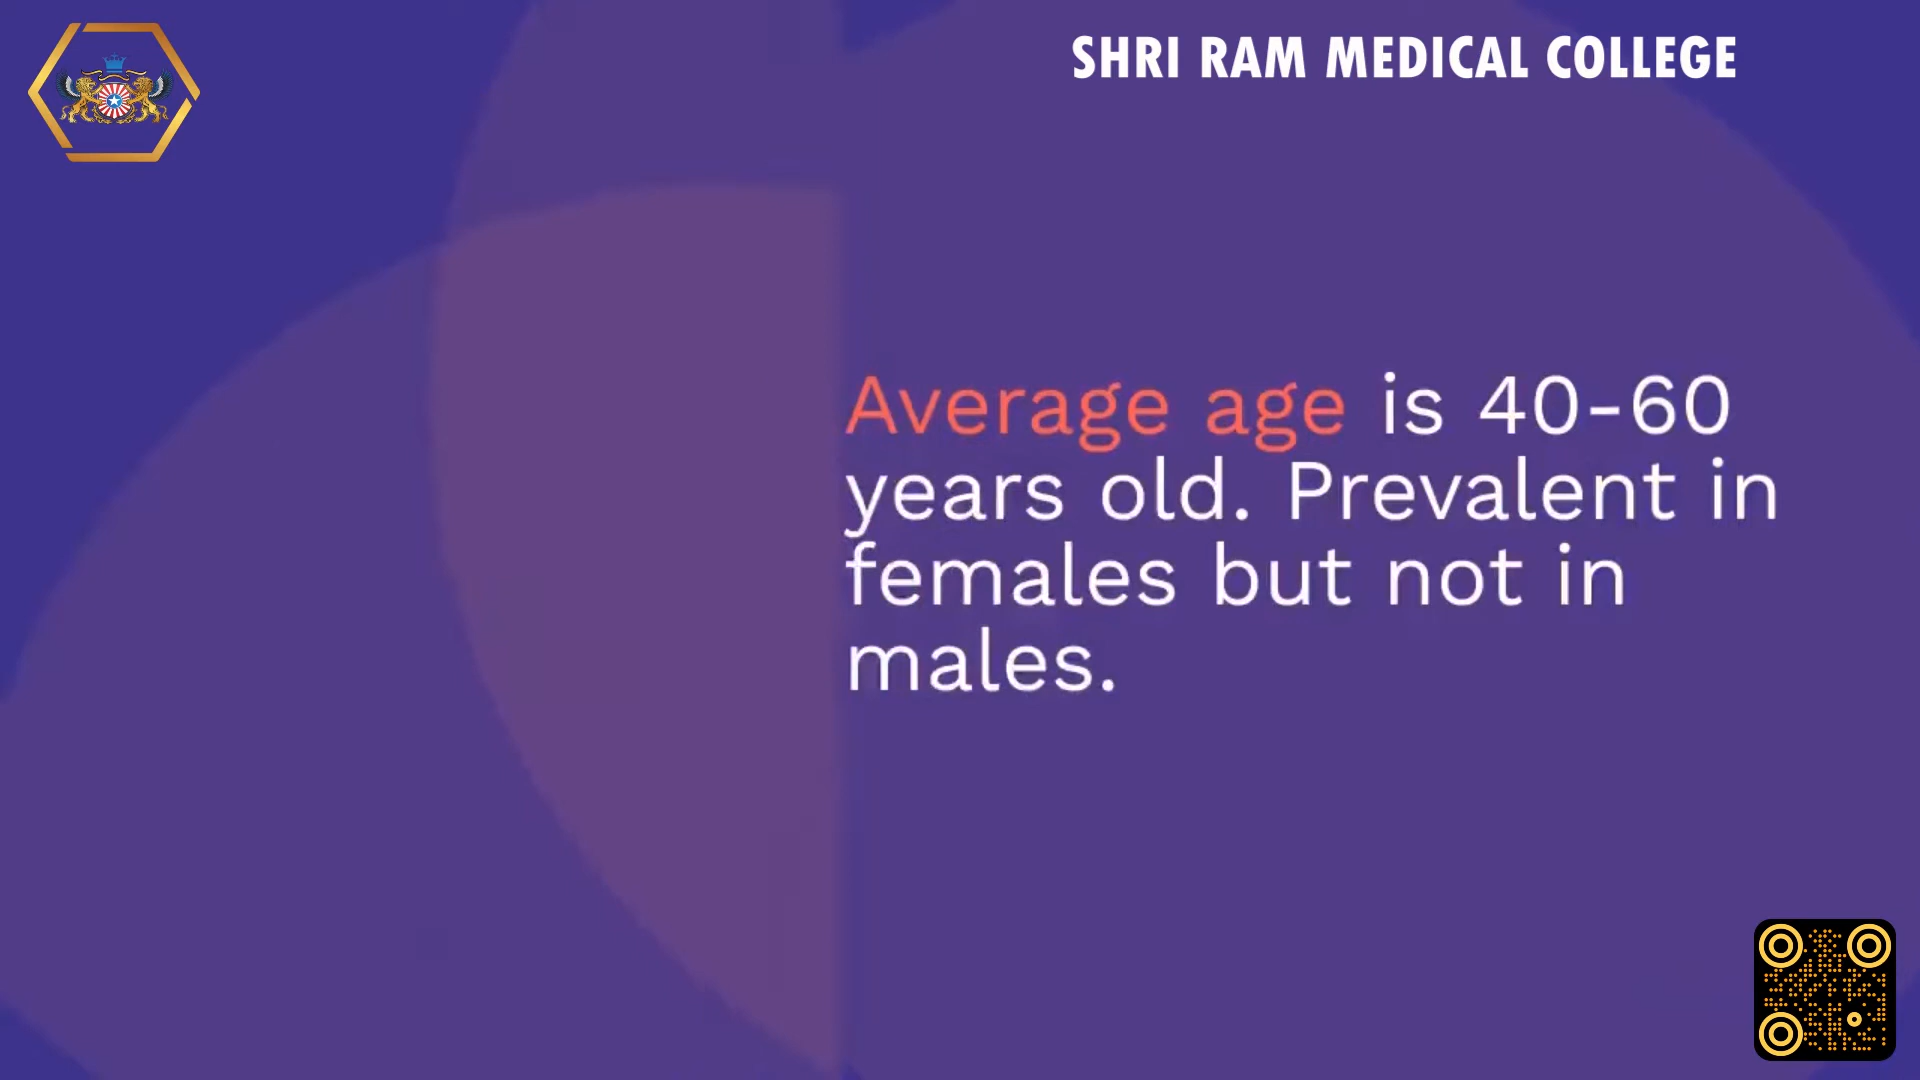 SHRI RAM MEDICAL COLLEGE
Average age is 40-60
years old. Prevalent in
females but not in
males.